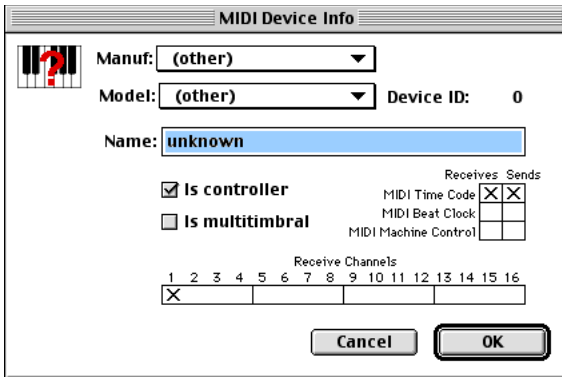 MIDI Device Info
Manuf: (other)
Model: (other) Device ID: 0
Name: unknown
Receives Sends
Is controller
MIDI Time Code
Is multitimbral
MIDI Beat Clock
MIDI Machine Control
Receive Channels
1 2 3 4 5 6 7 8 9 10 11 12 13 14 15 16
Cancel OK